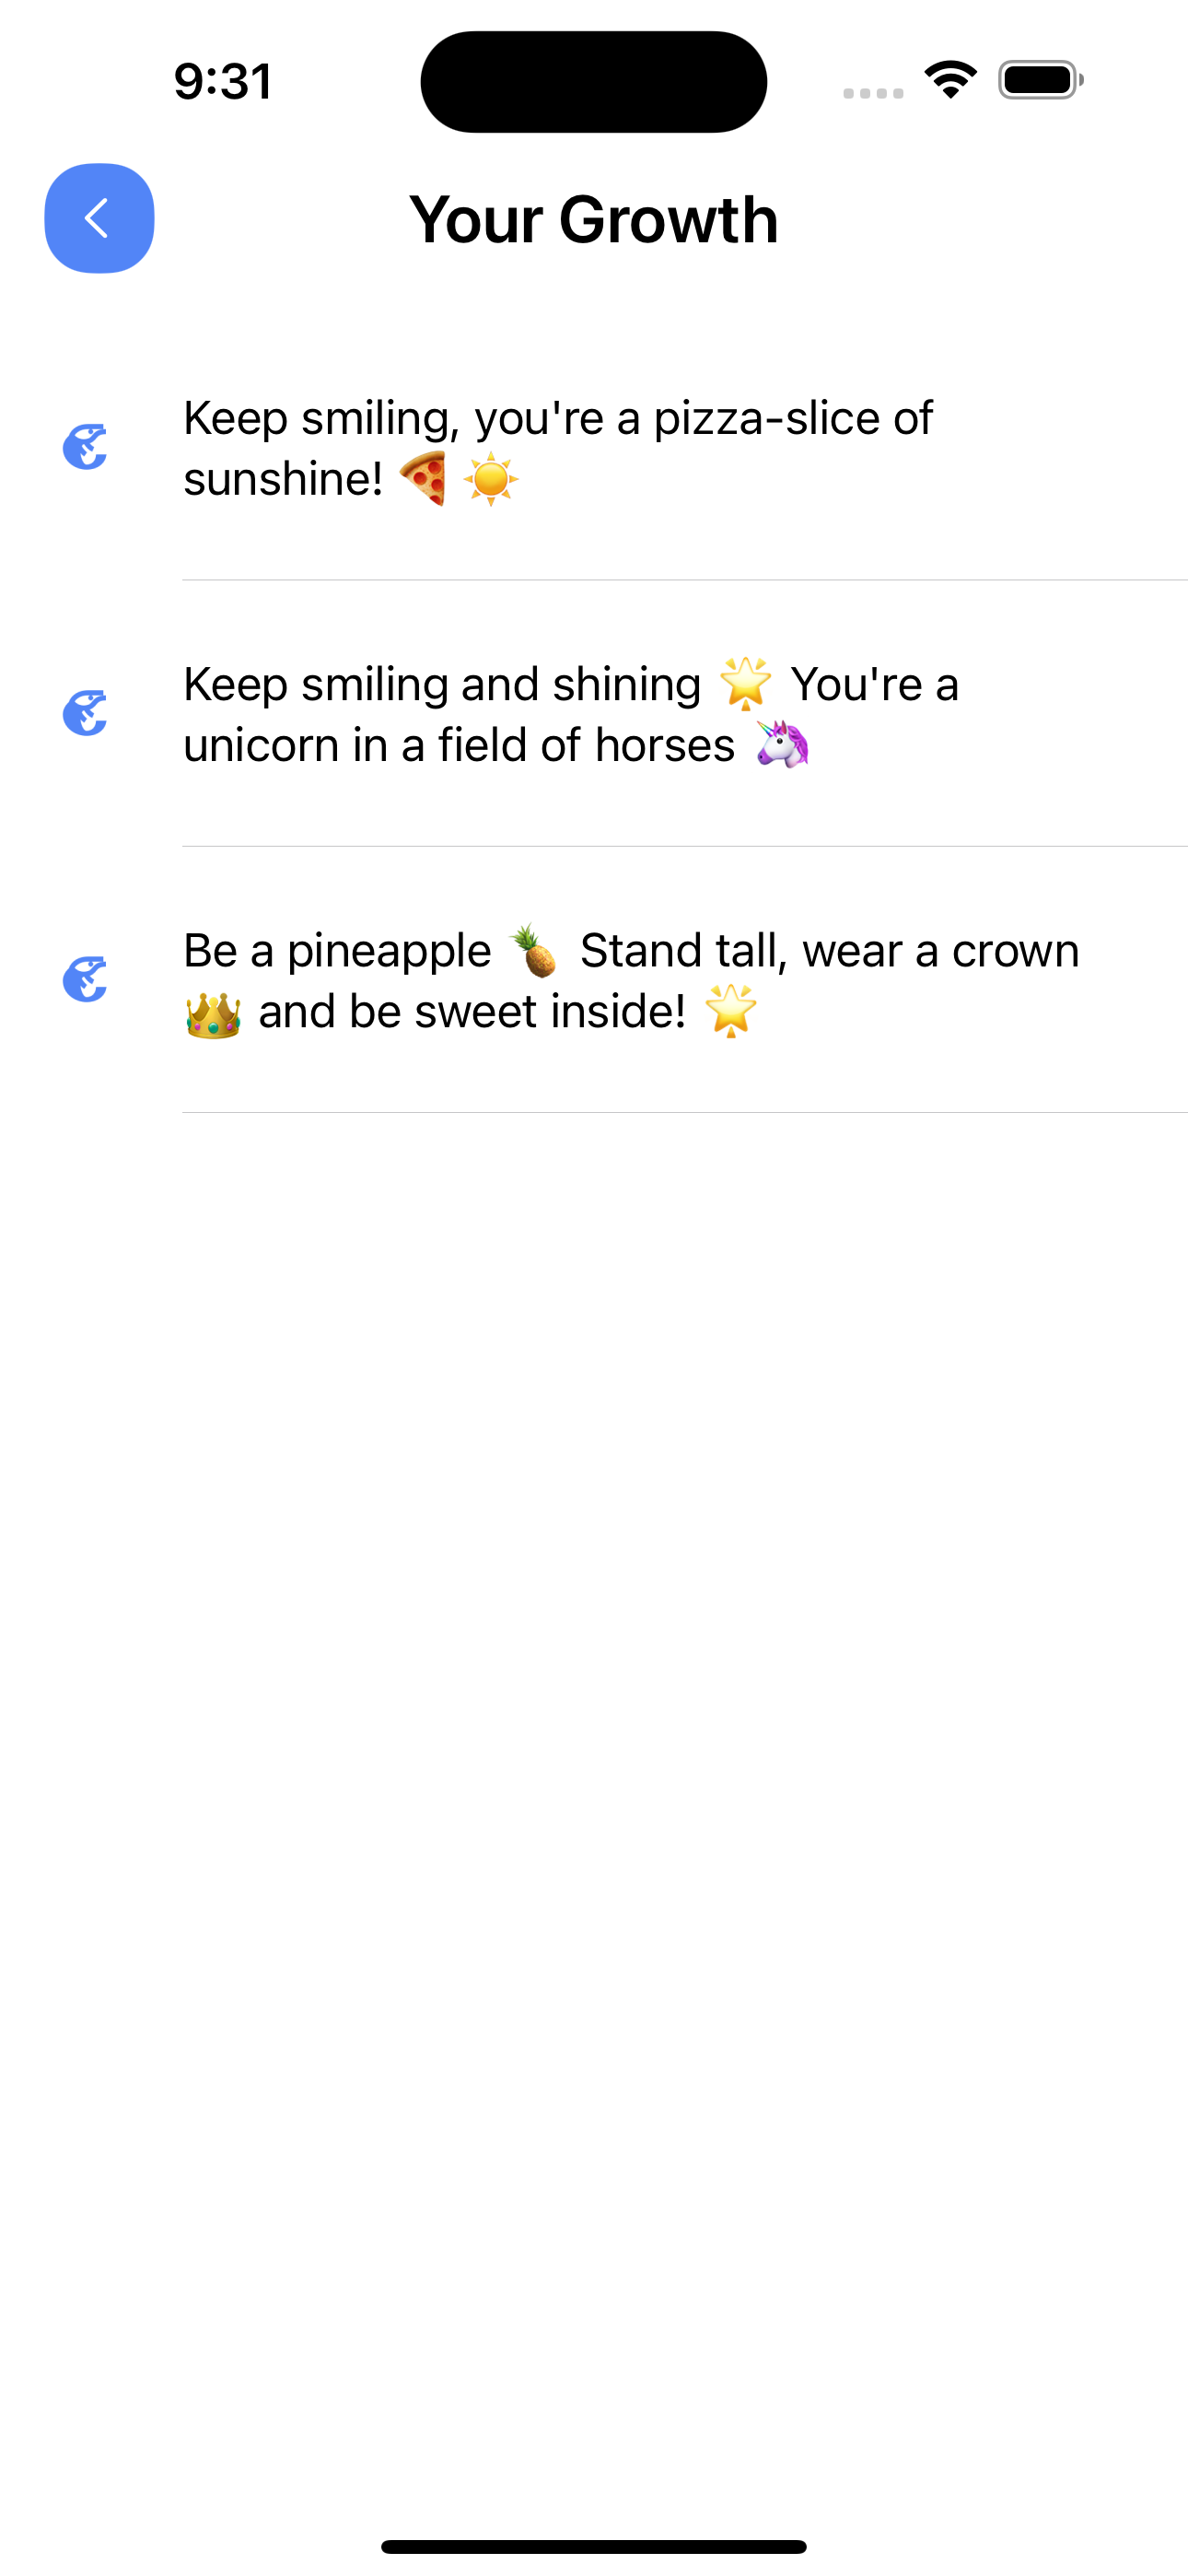 9:31
Your Growth
Keep smiling, you're a pizza-slice of
sunshine! 🍕☀️
Keep smiling and shining 🌟 You're a
unicorn in a field of horses 🦄
Be a pineapple 🍍 Stand tall, wear a crown
👑 and be sweet inside! 🌟